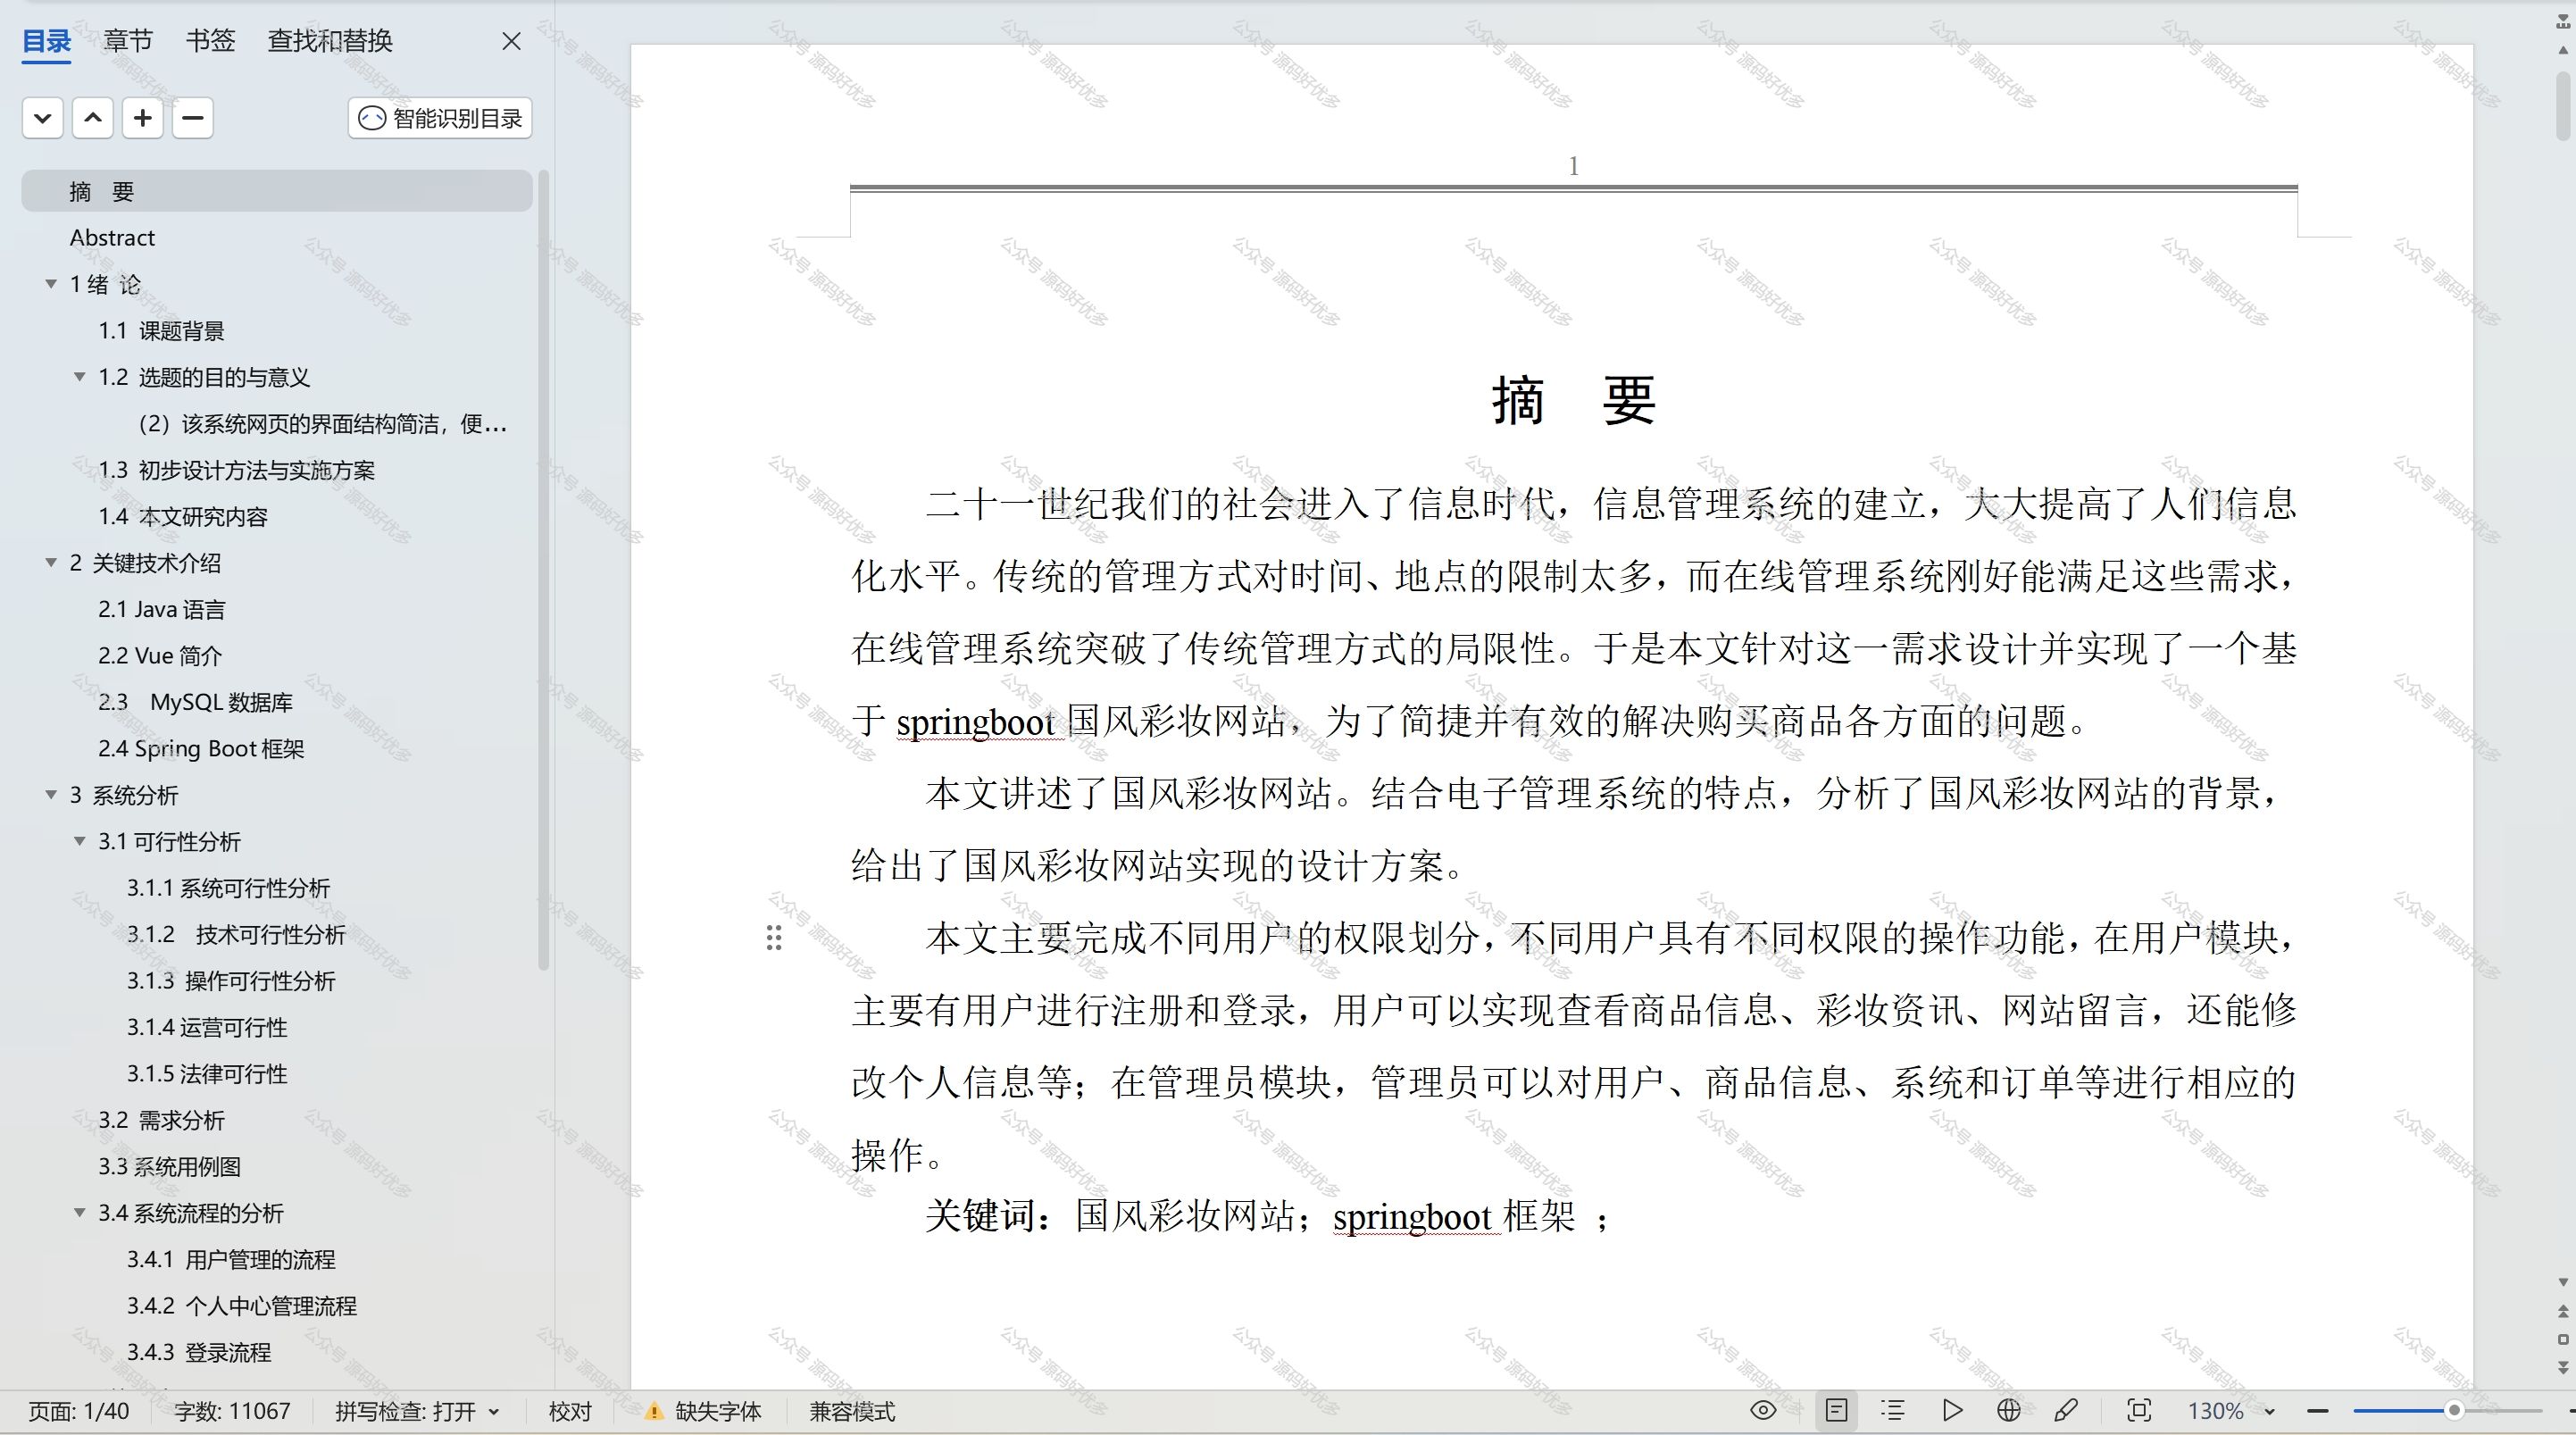 目录 章节 书签 查找和替换
智能识别目录
摘 要
Abstract
1 绪 论
1.1 课题背景
1.2 选题的目的与意义
（2）该系统网页的界面结构简洁，便...
1.3 初步设计方法与实施方案
1.4 本文研究内容
2 关键技术介绍
2.1 Java 语言
2.2 Vue 简介
2.3 MySQL 数据库
2.4 Spring Boot 框架
3 系统分析
3.1 可行性分析
3.1.1 系统可行性分析
3.1.2 技术可行性分析
3.1.3 操作可行性分析
3.1.4 运营可行性
3.1.5 法律可行性
3.2 需求分析
3.3 系统用例图
3.4 系统流程的分析
3.4.1 用户管理的流程
3.4.2 个人中心管理流程
3.4.3 登录流程
1
摘 要
二十一世纪我们的社会进入了信息时代，信息管理系统的建立，大大提高了人们信息
化水平。传统的管理方式对时间、地点的限制太多，而在线管理系统刚好能满足这些需求，
在线管理系统突破了传统管理方式的局限性。于是本文针对这一需求设计并实现了一个基
于 springboot 国风彩妆网站，为了简捷并有效的解决购买商品各方面的问题。
本文讲述了国风彩妆网站。结合电子管理系统的特点，分析了国风彩妆网站的背景，
给出了国风彩妆网站实现的设计方案。
本文主要完成不同用户的权限划分，不同用户具有不同权限的操作功能，在用户模块，
主要有用户进行注册和登录，用户可以实现查看商品信息、彩妆资讯、网站留言，还能修
改个人信息等；在管理员模块，管理员可以对用户、商品信息、系统和订单等进行相应的
操作。
关键词：国风彩妆网站；springboot 框架 ；
页面: 1/40 字数: 11067 拼写检查: 打开 校对 缺失字体 兼容模式 130%
公众号 源码好优多